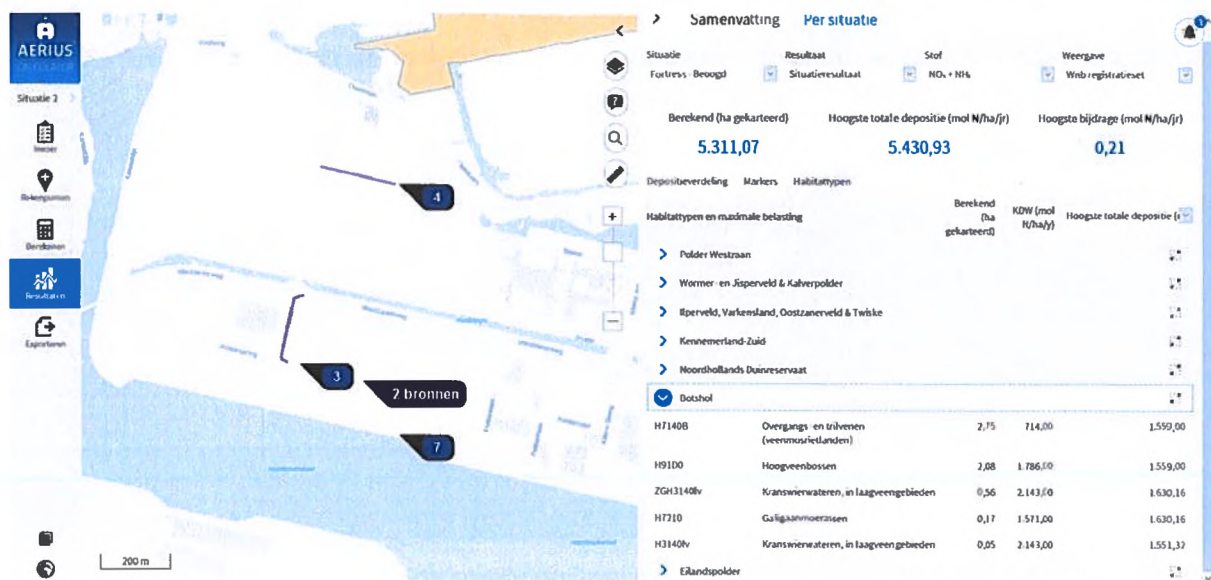 AERIUS
CALCULATOR
Situatie 2
Invoer
Rekenpunten
Berekenen
Resultaten
Exporteren
4
3
2 bronnen
7
200 m
Samenvatting Per situatie
Situatie Resultaat Stof Weergave
Fortress - Beoogd Situatieresultaat NOₓ + NH₃ Wnb registratieset
Berekend (ha gekarteerd) Hoogste totale depositie (mol N/ha/jr) Hoogste bijdrage (mol N/ha/jr)
5.311,07 5.430,93 0,21
Depositieverdeling Markers Habitattypen
Habitattypen en maximale belasting Berekend (ha gekarteerd) KDW (mol N/ha/y) Hoogste totale depositie (
Polder Westzaan
Wormer- en Jisperveld & Kalverpolder
Ilperveld, Varkensland, Oostzanerveld & Twiske
Kennemerland-Zuid
Noordhollands Duinreservaat
Botshol
H7140B Overgangs- en trilvenen (veenmosrietlanden) 2,75 714,00 1.559,00
H91D0 Hoogveenbossen 2,08 1.786,00 1.559,00
ZGH3140lv Kranswierwateren, in laagveengebieden 0,56 2.143,00 1.630,16
H7210 Galigaanmoerassen 0,17 1.571,00 1.630,16
H3140lv Kranswierwateren, in laagveengebieden 0,05 2.143,00 1.551,32
Eilandspolder